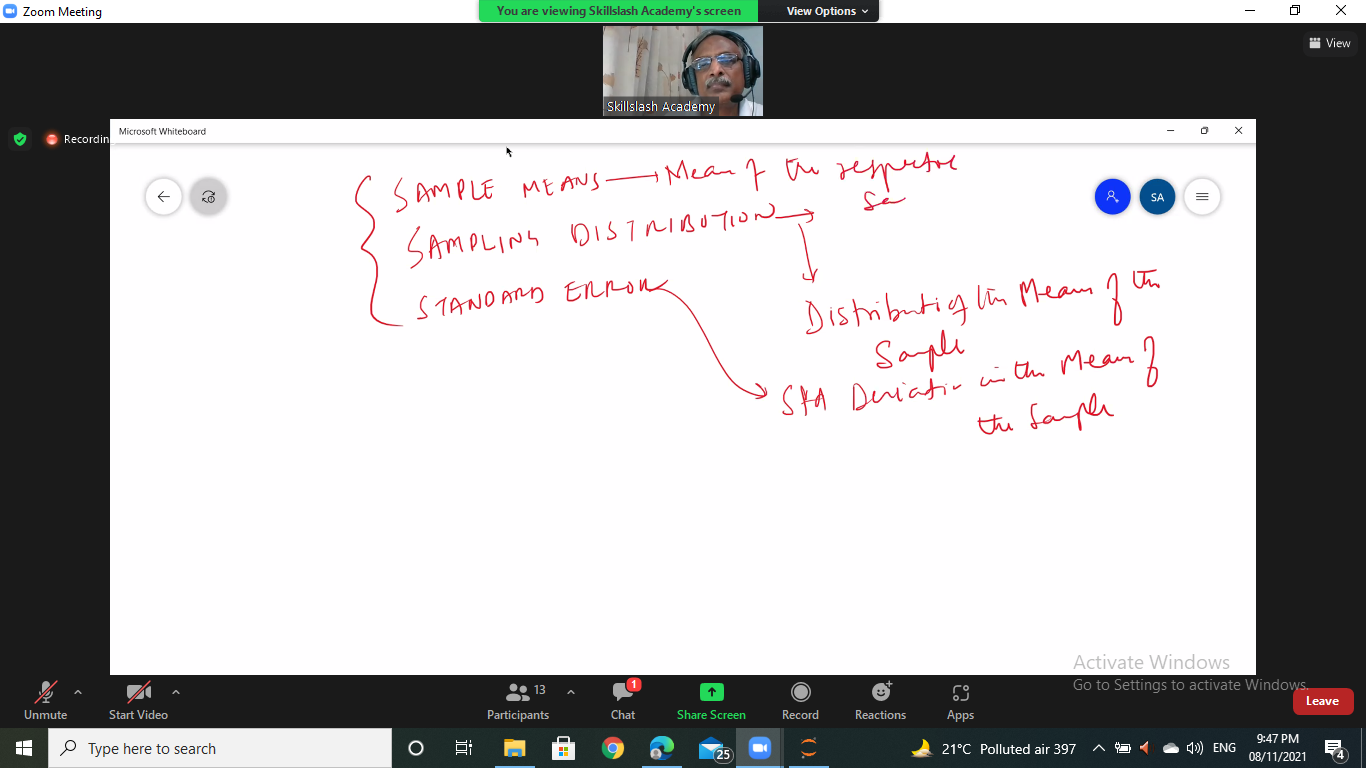 Zoom Meeting
You are viewing Skillslash Academy's screen
View Options
View
Skillslash Academy
Recording
Microsoft Whiteboard
SAMPLE MEANS → Mean of the respective
Sa
SA
SAMPLING DISTRIBUTION →
STANDARD ERROR
Distributi of the Mean of the
Sample
Std Deviation in the Mean of
the Sample
Activate Windows
Go to Settings to activate Windows.
Unmute
Start Video
Participants
13
Chat
1
Share Screen
Record
Reactions
Apps
Leave
Type here to search
25
21°C Polluted air 397
ENG
9:47 PM
08/11/2021
4